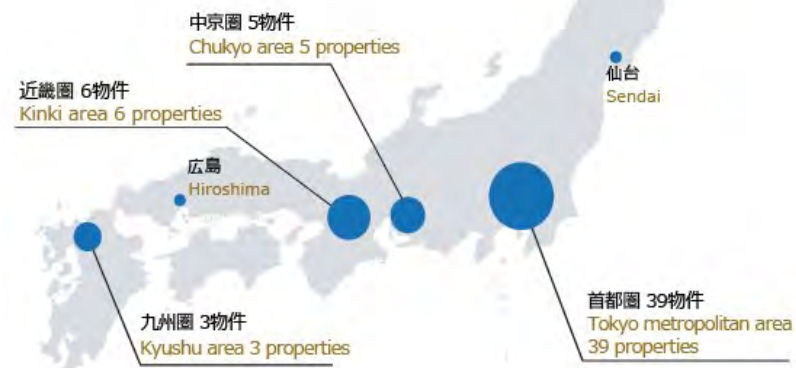 中京圏 5物件
Chukyo area 5 properties
仙台
Sendai
近畿圏 6物件
Kinki area 6 properties
広島
Hiroshima
首都圏 39物件
Tokyo metropolitan area
39 properties
九州圏 3物件
Kyushu area 3 properties